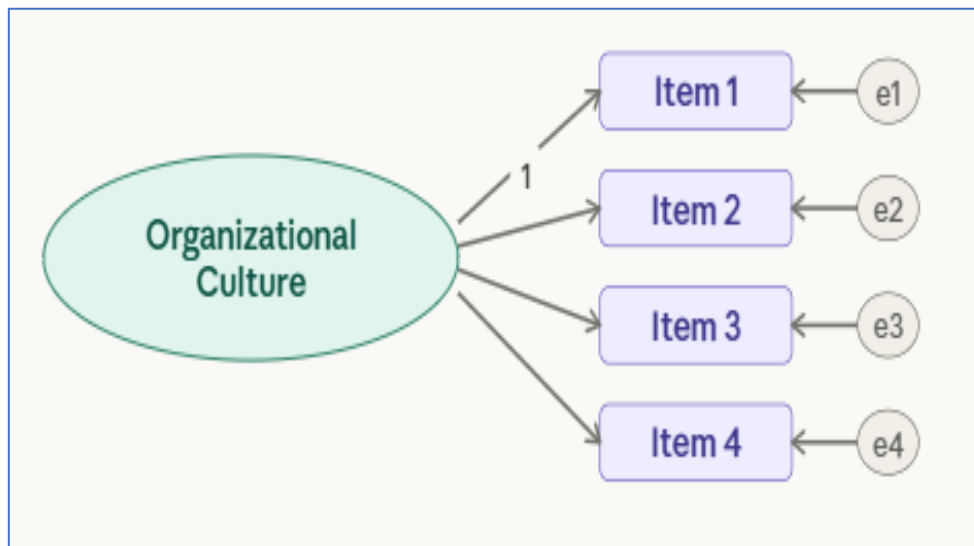 Organizational
Culture
1
Item 1
e1
Item 2
e2
Item 3
e3
Item 4
e4